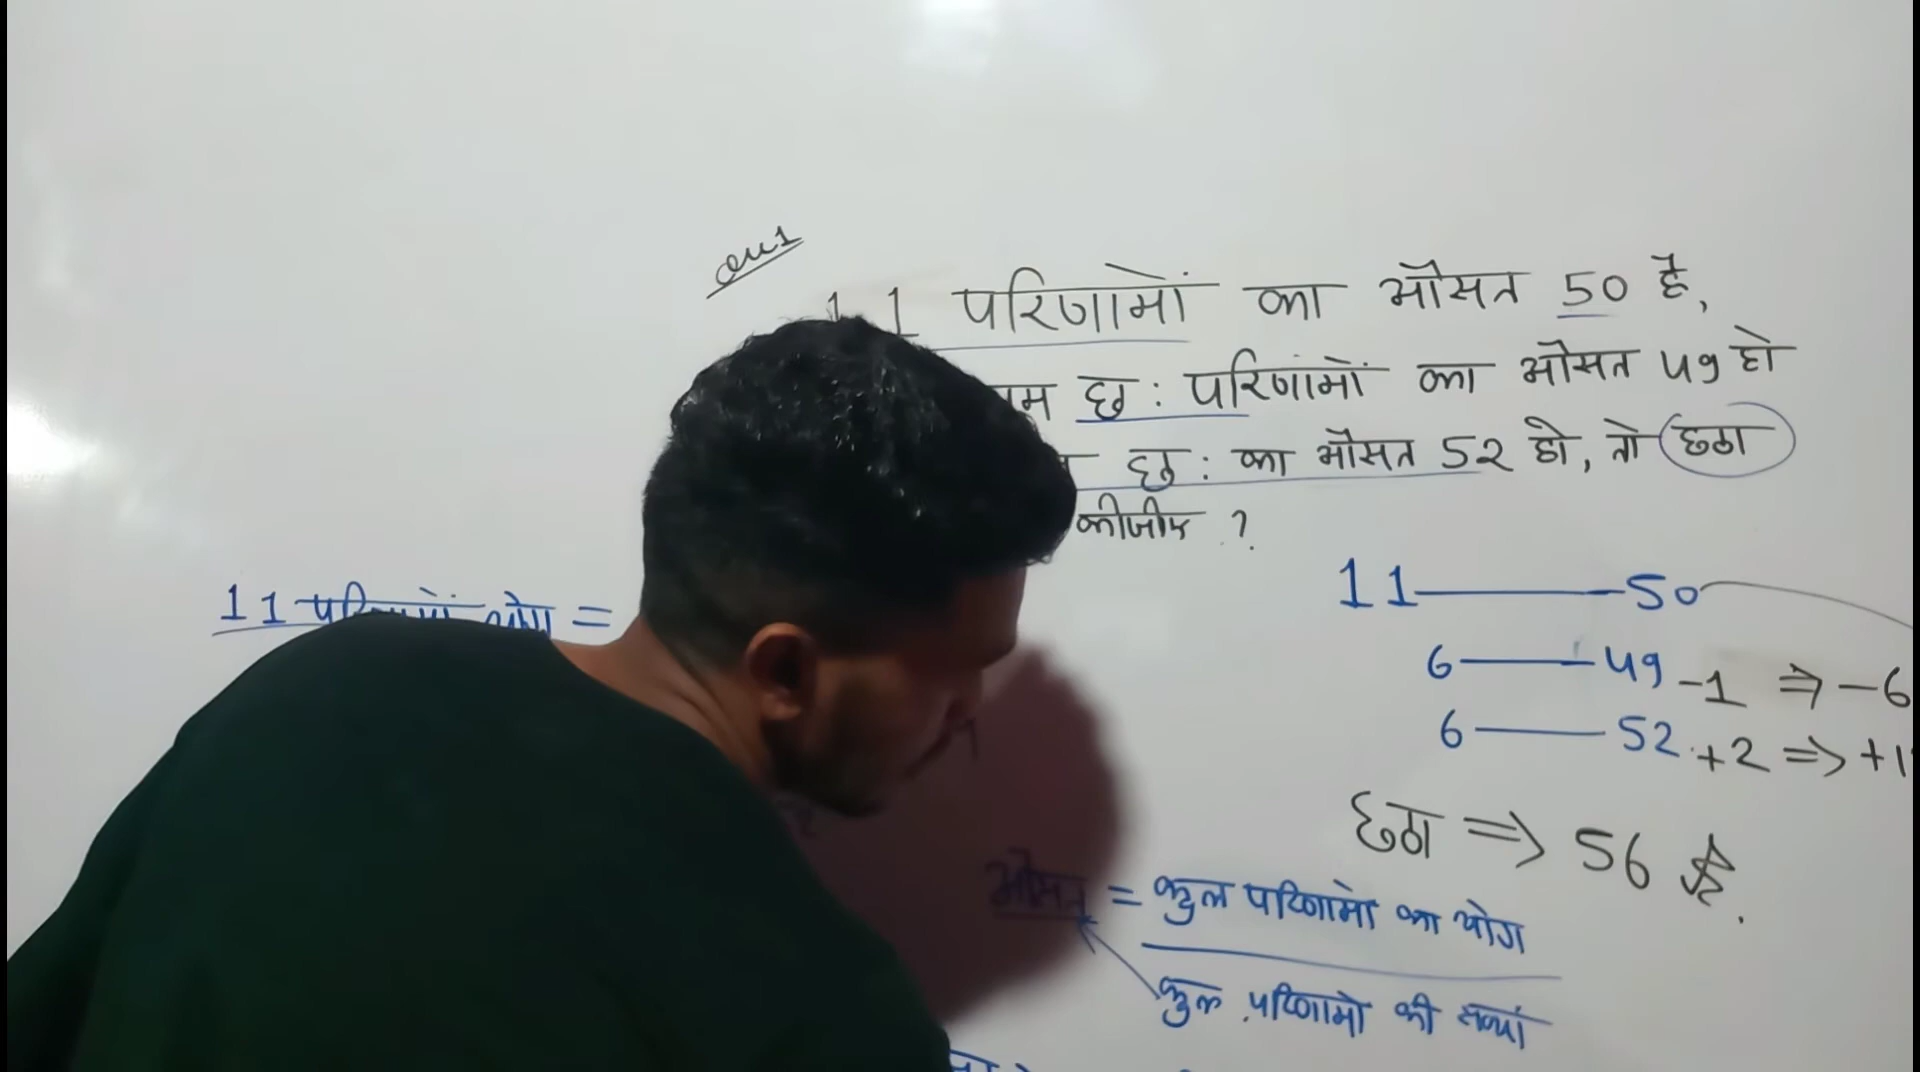 Que1
11 परिणामों का औसत 50 है,
छः परिणामों का औसत 49 हो
छः का औसत 52 हो, तो छठा
कीजीए ?
11 परिणामों योग =
11 — 50
6 — 49 -1 ⇒ -6
6 — 52 +2 ⇒ +1
छठा ⇒ 56 है.
औसत = कुल परिणामो का योग
कुल परिणामो की संख्या